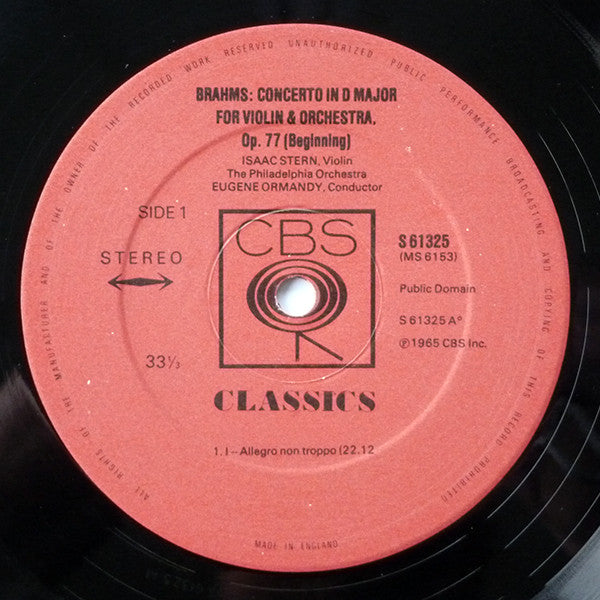 ALL RIGHTS OF THE MANUFACTURER AND OF THE OWNER OF THE RECORDED WORK RESERVED UNAUTHORIZED PUBLIC PERFORMANCE BROADCASTING AND COPYING OF THIS RECORD PROHIBITED
BRAHMS: CONCERTO IN D MAJOR
FOR VIOLIN & ORCHESTRA,
Op. 77 (Beginning)
ISAAC STERN, Violin
The Philadelphia Orchestra
EUGENE ORMANDY, Conductor
SIDE 1
STEREO
33⅓
CBS
S 61325
(MS 6153)
Public Domain
S 61325 A°
℗ 1965 CBS Inc.
CLASSICS
1. I -- Allegro non troppo (22.12
MADE IN ENGLAND